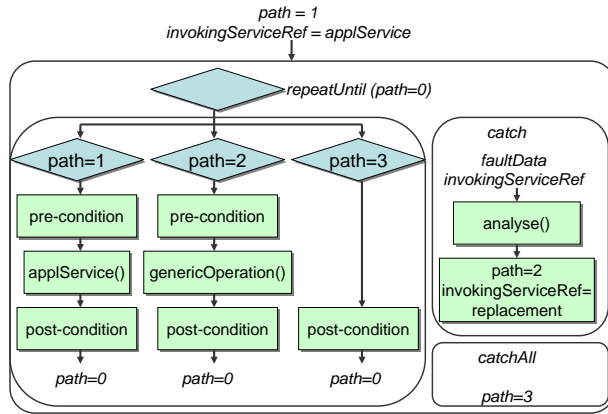 path = 1
invokingServiceRef = applService
repeatUntil (path=0)
path=1
path=2
path=3
pre-condition
pre-condition
applService()
genericOperation()
post-condition
post-condition
post-condition
path=0
path=0
path=0
catch
faultData
invokingServiceRef
analyse()
path=2
invokingServiceRef=
replacement
catchAll
path=3